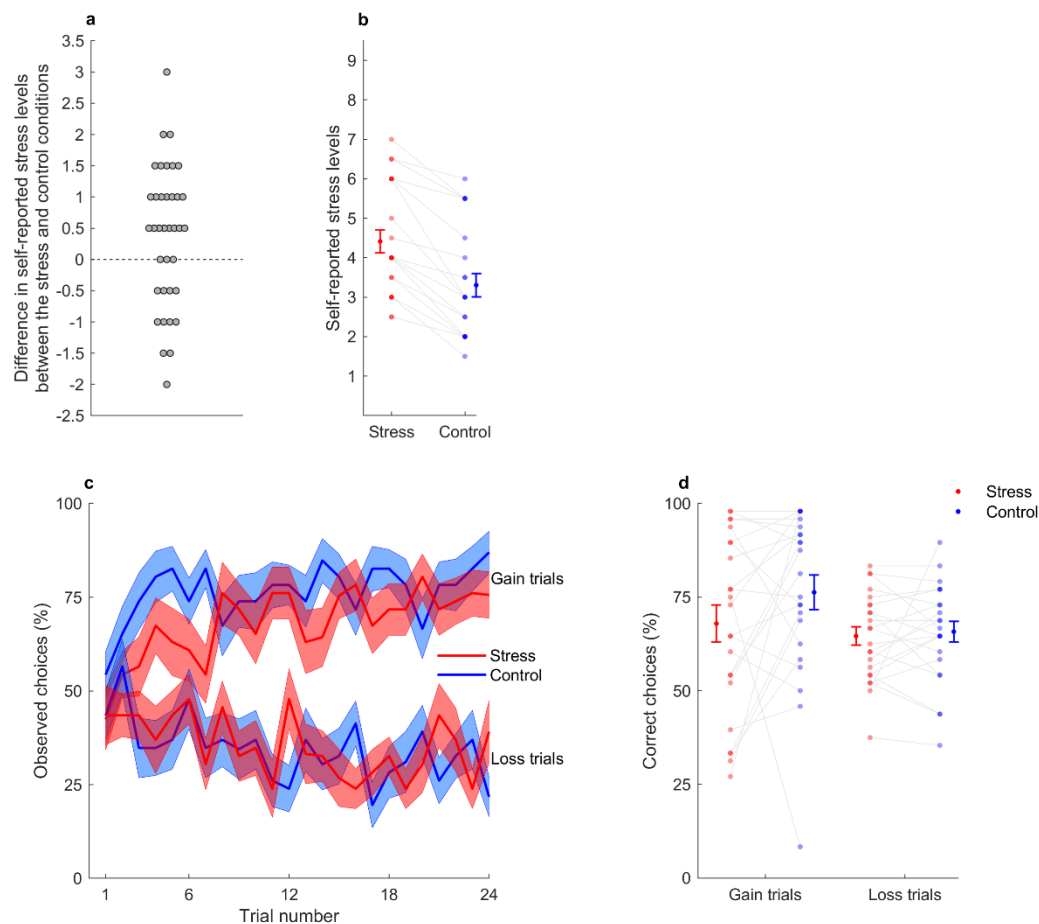 a
b
3.5
3
2.5
2
1.5
1
0.5
0
-0.5
-1
-1.5
-2
-2.5
Difference in self-reported stress levels
between the stress and control conditions
9
8
7
6
5
4
3
2
1
Self-reported stress levels
Stress
Control
c
100
75
50
25
0
Observed choices (%)
Gain trials
Stress
Control
Loss trials
1
6
12
18
24
Trial number
d
100
75
50
25
0
Correct choices (%)
Stress
Control
Gain trials
Loss trials